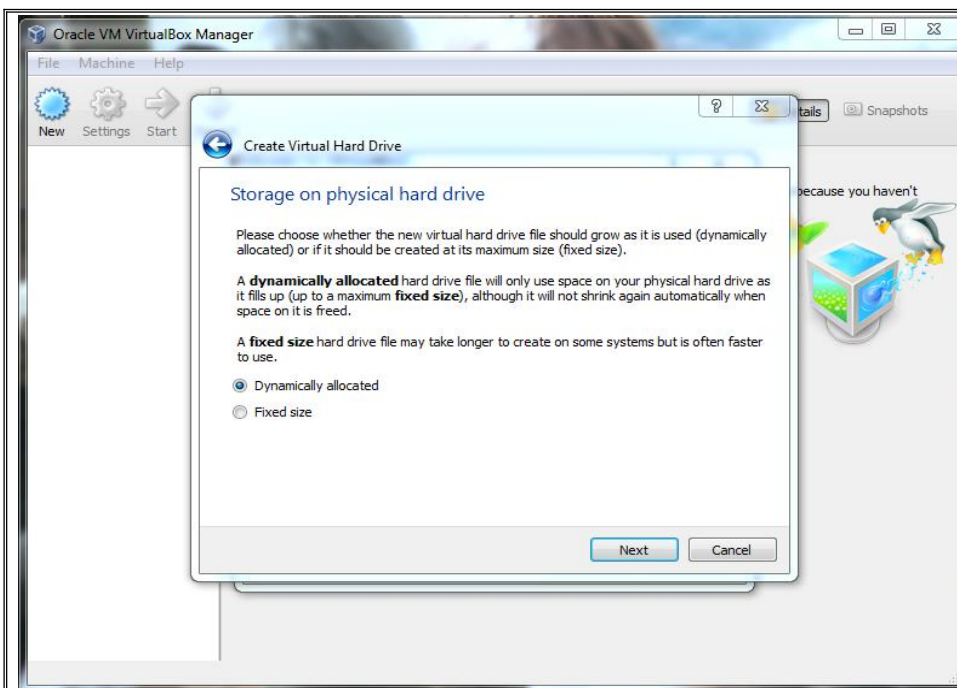 Oracle VM VirtualBox Manager
File Machine Help
New Settings Start
tails Snapshots
because you haven't
Create Virtual Hard Drive
Storage on physical hard drive
Please choose whether the new virtual hard drive file should grow as it is used (dynamically
allocated) or if it should be created at its maximum size (fixed size).
A dynamically allocated hard drive file will only use space on your physical hard drive as
it fills up (up to a maximum fixed size), although it will not shrink again automatically when
space on it is freed.
A fixed size hard drive file may take longer to create on some systems but is often faster
to use.
Dynamically allocated
Fixed size
Next Cancel